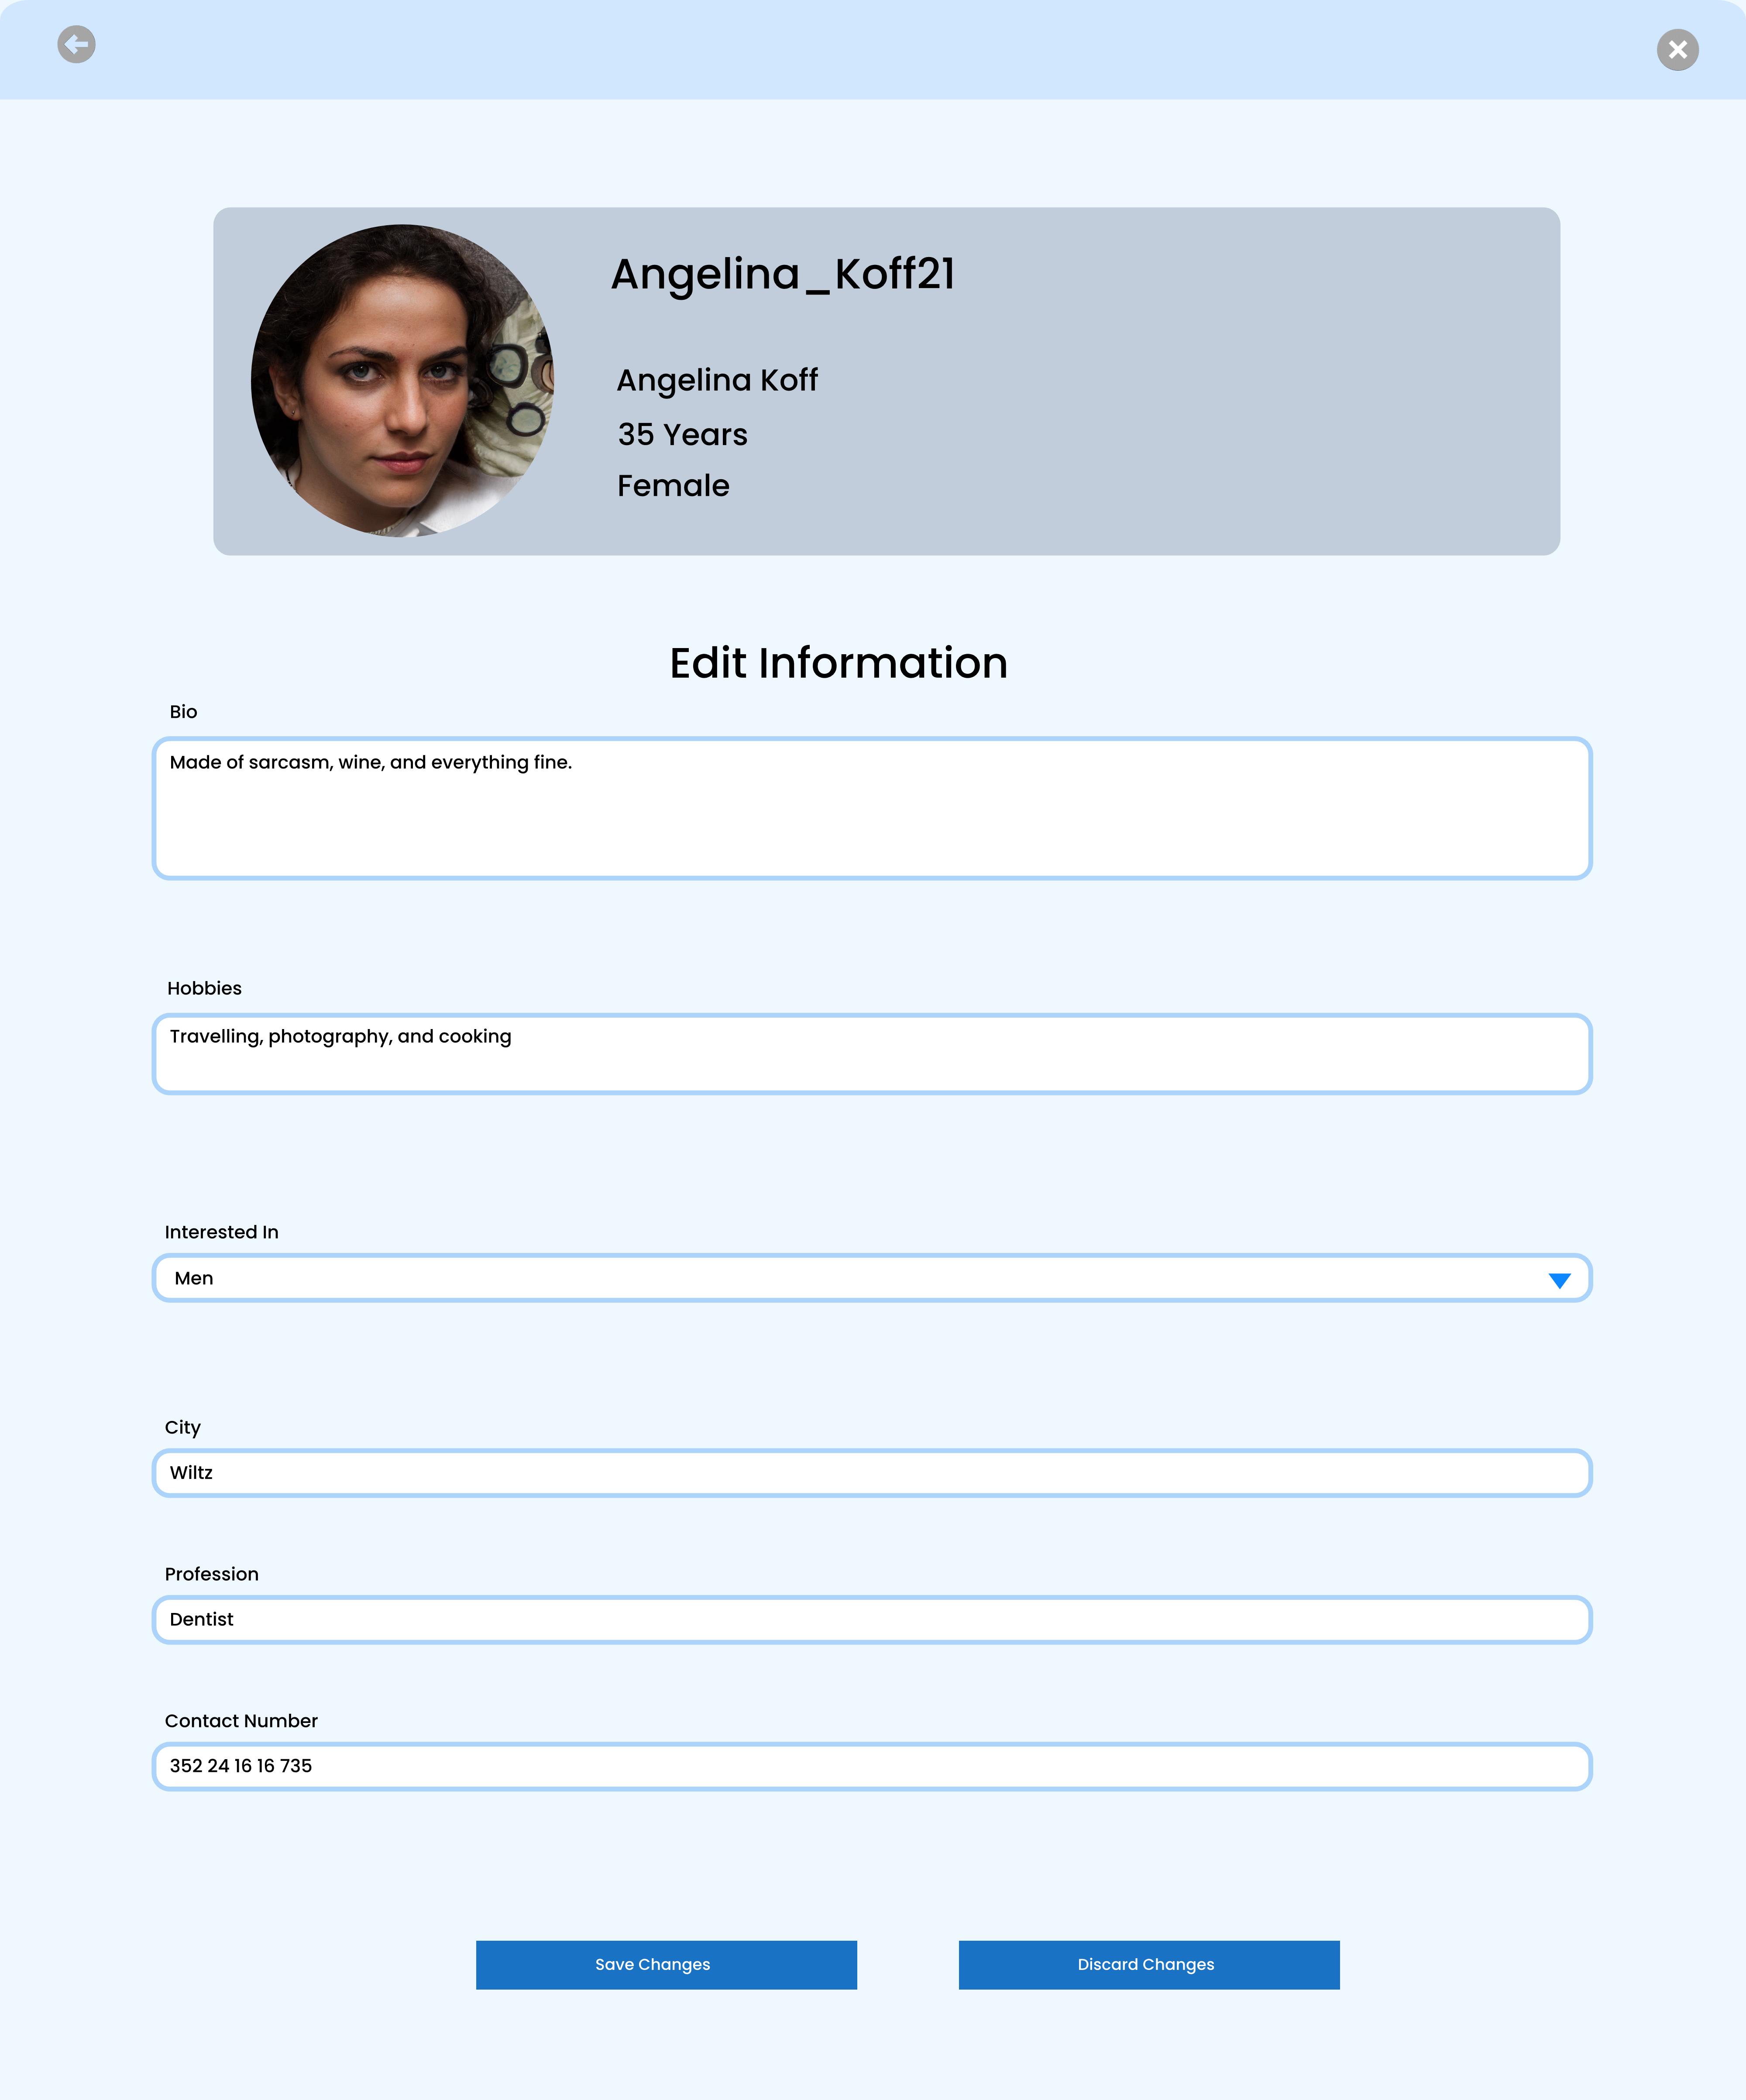 Angelina_Koff21
Angelina Koff
35 Years
Female
Edit Information
Bio
Made of sarcasm, wine, and everything fine.
Hobbies
Travelling, photography, and cooking
Interested In
Men
City
Wiltz
Profession
Dentist
Contact Number
352 24 16 16 735
Save Changes
Discard Changes